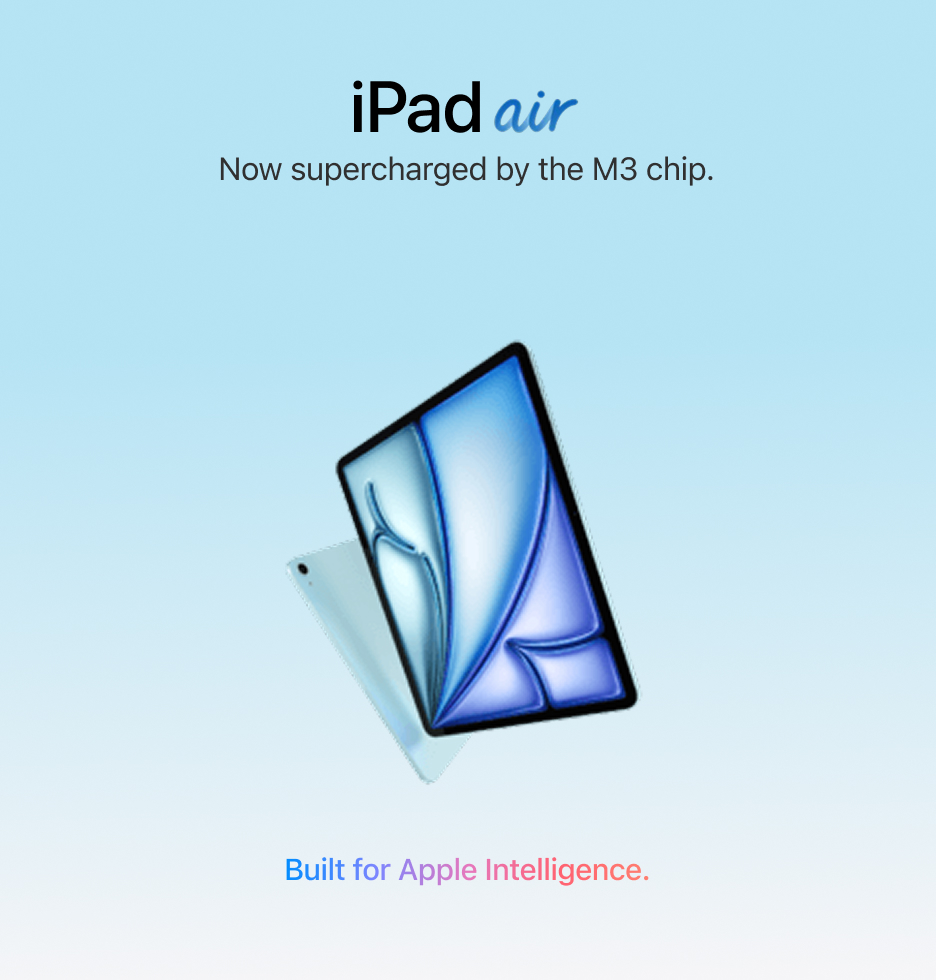 iPad air
Now supercharged by the M3 chip.
Built for Apple Intelligence.